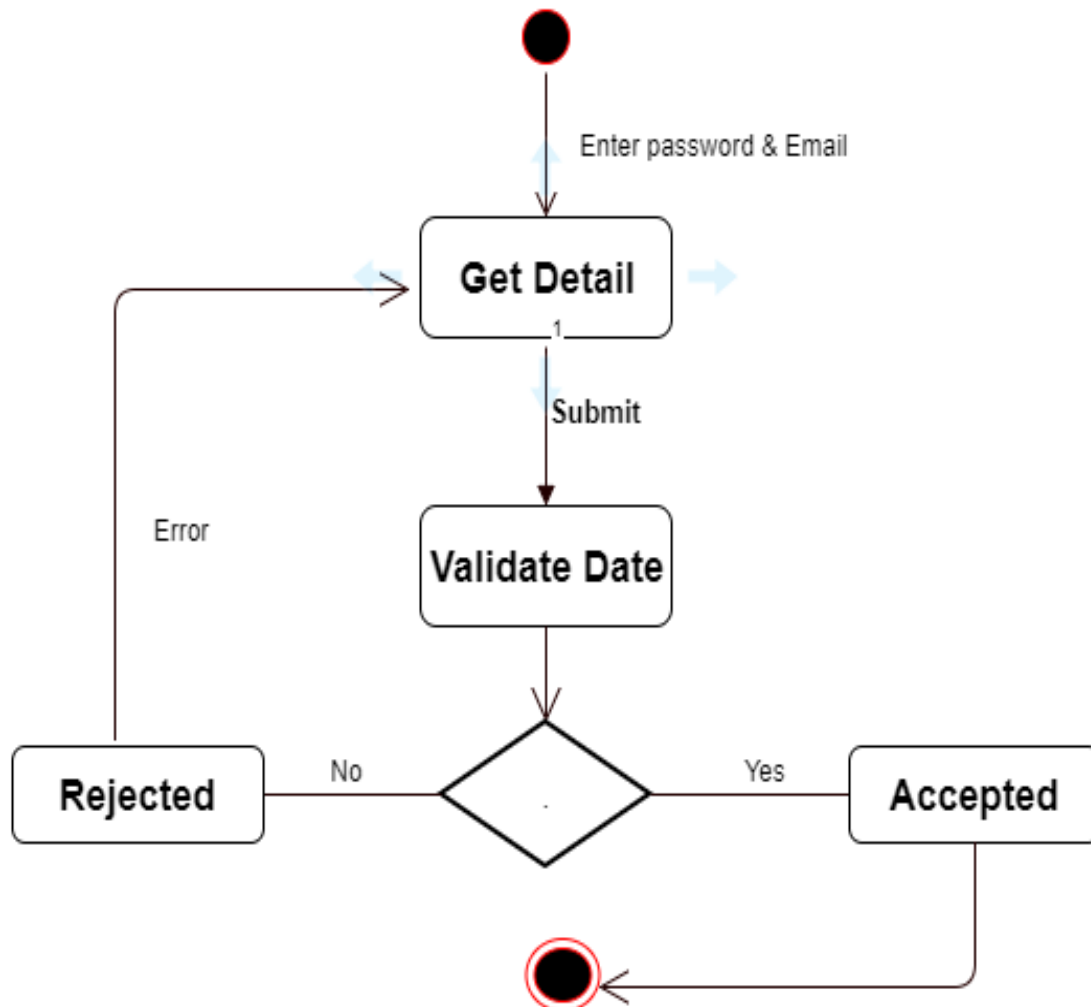 Enter password & Email
Get Detail
1
Submit
Validate Date
Error
No
Yes
Rejected
.
Accepted